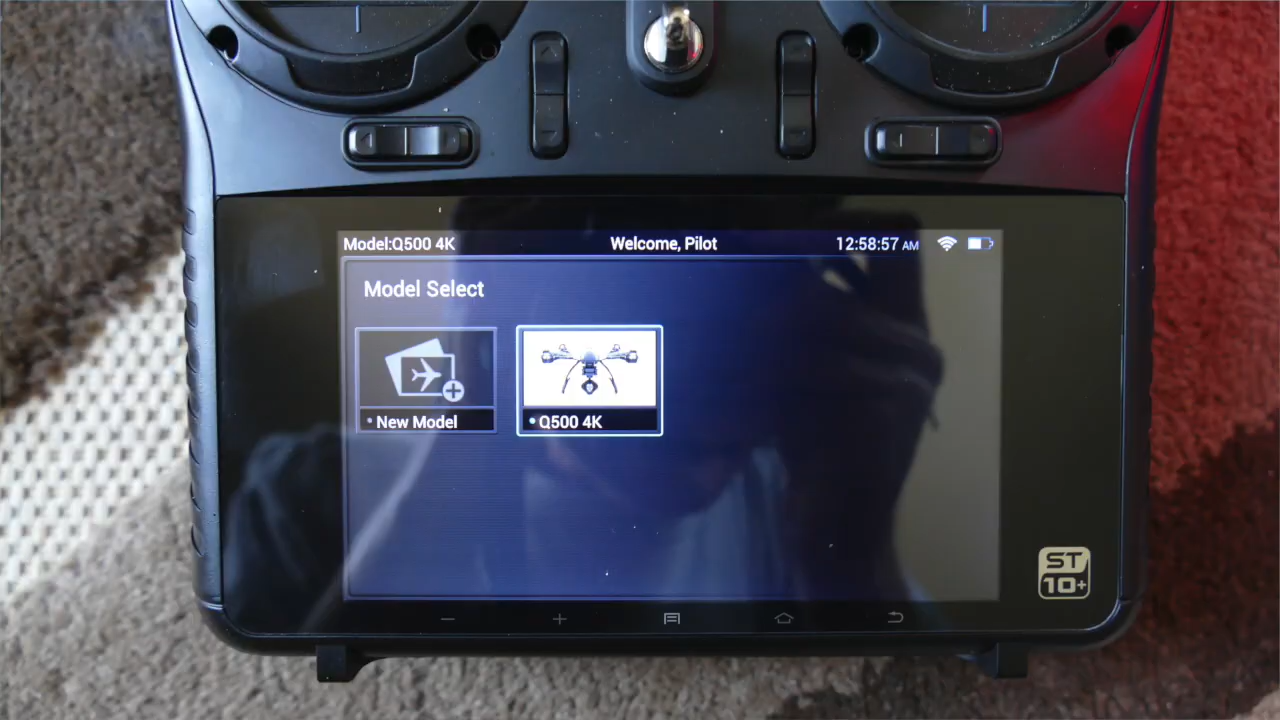 Model:Q500 4K Welcome, Pilot 12:58:57 AM
Model Select
• New Model • Q500 4K
ST
10+